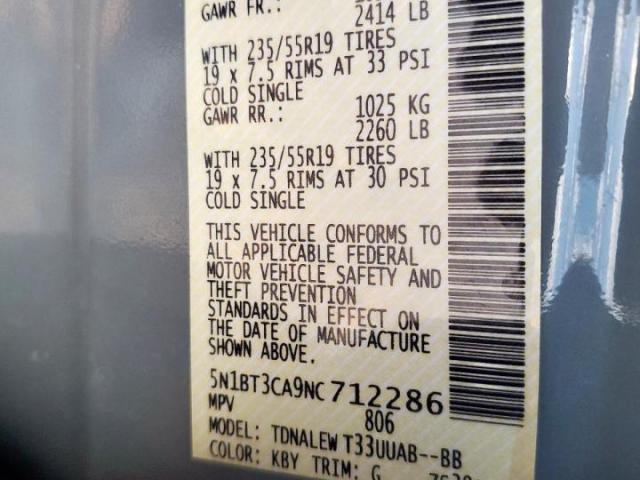 GAWR FR.:
2414 LB
WITH 235/55R19 TIRES
19 x 7.5 RIMS AT 33 PSI
COLD SINGLE
GAWR RR.: 1025 KG
2260 LB
WITH 235/55R19 TIRES
19 x 7.5 RIMS AT 30 PSI
COLD SINGLE
THIS VEHICLE CONFORMS TO
ALL APPLICABLE FEDERAL
MOTOR VEHICLE SAFETY AND
THEFT PREVENTION
STANDARDS IN EFFECT ON
THE DATE OF MANUFACTURE
SHOWN ABOVE.
5N1BT3CA9NC712286
MPV 806
MODEL: TDNALEW T33UUAB--BB
COLOR: KBY TRIM: G